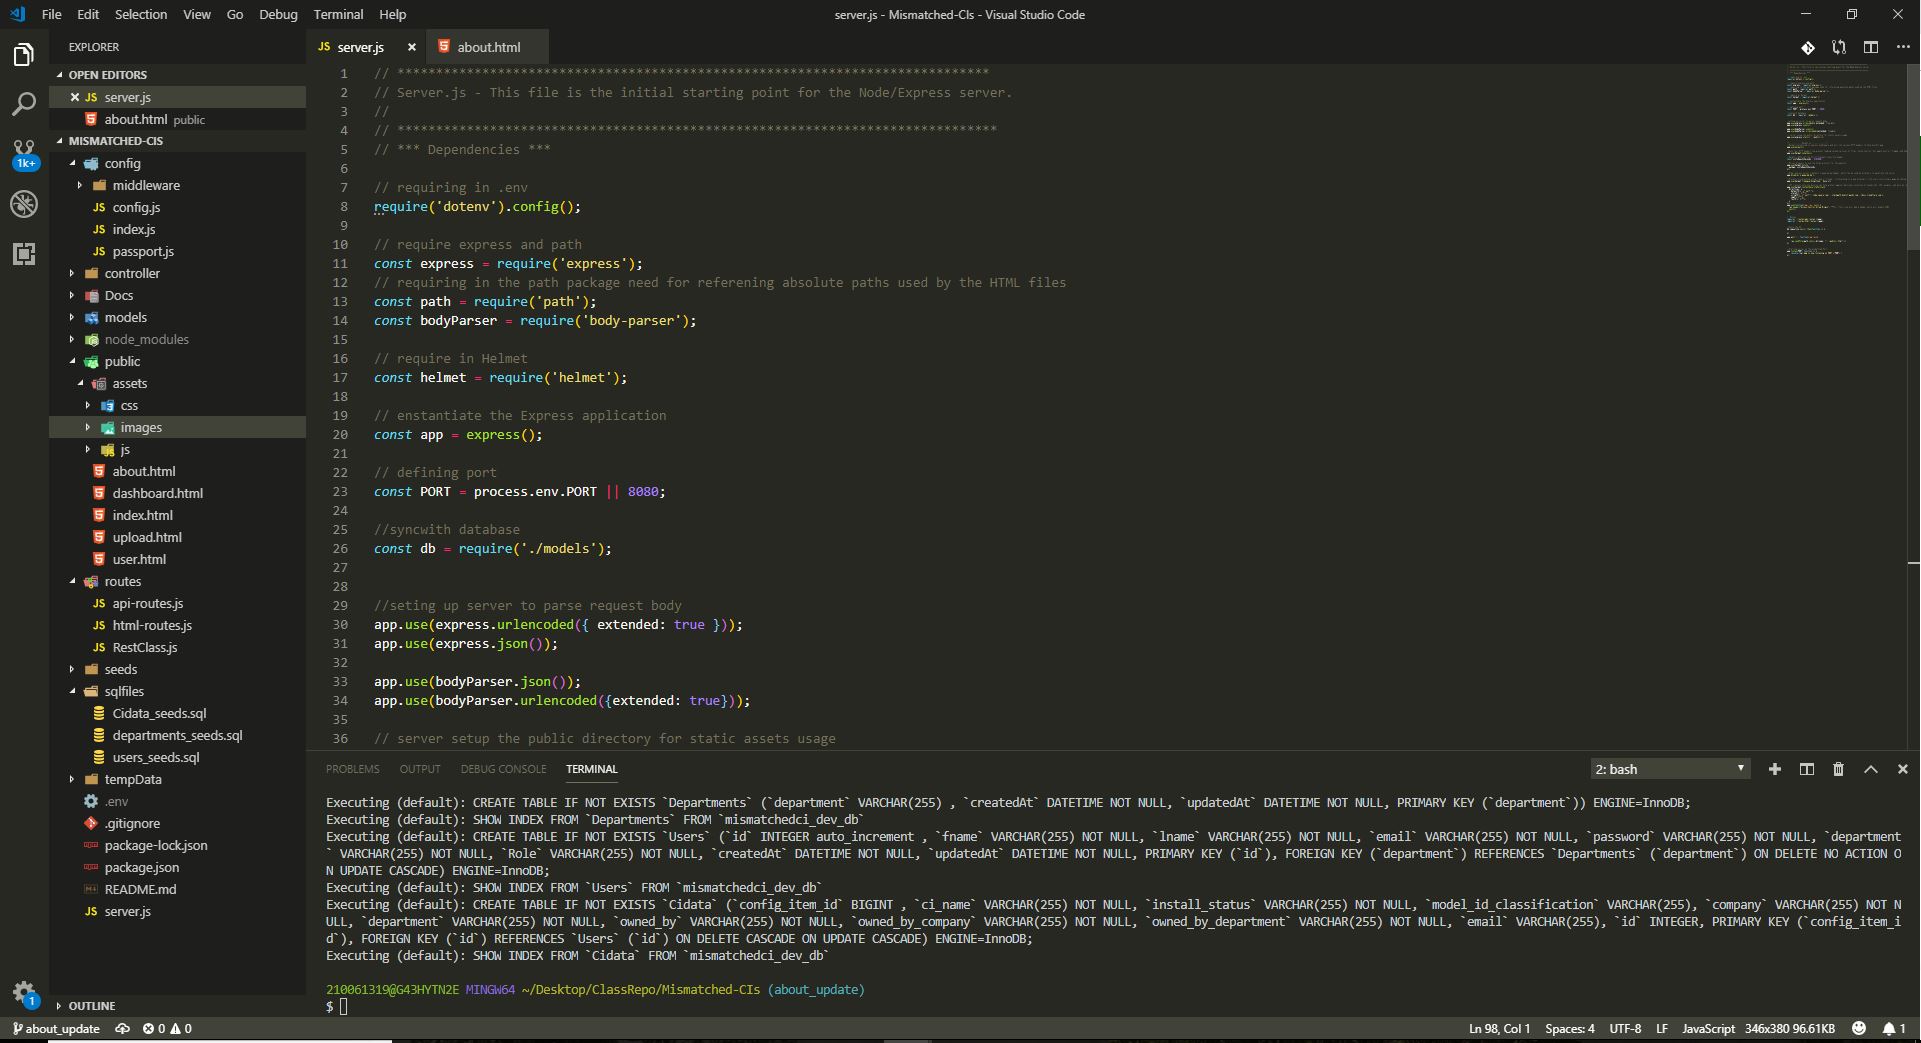 File Edit Selection View Go Debug Terminal Help
server.js - Mismatched-CIs - Visual Studio Code
EXPLORER
OPEN EDITORS
JS server.js
about.html public
MISMATCHED-CIS
config
middleware
JS config.js
JS index.js
JS passport.js
controller
Docs
models
node_modules
public
assets
css
images
js
about.html
dashboard.html
index.html
upload.html
user.html
routes
JS api-routes.js
JS html-routes.js
JS RestClass.js
seeds
sqlfiles
Cidata_seeds.sql
departments_seeds.sql
users_seeds.sql
tempData
.env
.gitignore
package-lock.json
package.json
README.md
JS server.js
OUTLINE
1k+
1
JS server.js
about.html
1 // *****************************************************************************
2 // Server.js - This file is the initial starting point for the Node/Express server.
3 //
4 // ******************************************************************************
5 // *** Dependencies ***
6
7 // requiring in .env
8 require('dotenv').config();
9
10 // require express and path
11 const express = require('express');
12 // requiring in the path package need for referening absolute paths used by the HTML files
13 const path = require('path');
14 const bodyParser = require('body-parser');
15
16 // require in Helmet
17 const helmet = require('helmet');
18
19 // enstantiate the Express application
20 const app = express();
21
22 // defining port
23 const PORT = process.env.PORT || 8080;
24
25 //syncwith database
26 const db = require('./models');
27
28
29 //seting up server to parse request body
30 app.use(express.urlencoded({ extended: true }));
31 app.use(express.json());
32
33 app.use(bodyParser.json());
34 app.use(bodyParser.urlencoded({extended: true}));
35
36 // server setup the public directory for static assets usage
PROBLEMS OUTPUT DEBUG CONSOLE TERMINAL
2: bash
Executing (default): CREATE TABLE IF NOT EXISTS `Departments` (`department` VARCHAR(255) , `createdAt` DATETIME NOT NULL, `updatedAt` DATETIME NOT NULL, PRIMARY KEY (`department`)) ENGINE=InnoDB;
Executing (default): SHOW INDEX FROM `Departments` FROM `mismatchedci_dev_db`
Executing (default): CREATE TABLE IF NOT EXISTS `Users` (`id` INTEGER auto_increment , `fname` VARCHAR(255) NOT NULL, `lname` VARCHAR(255) NOT NULL, `email` VARCHAR(255) NOT NULL, `password` VARCHAR(255) NOT NULL, `department
` VARCHAR(255) NOT NULL, `Role` VARCHAR(255) NOT NULL, `createdAt` DATETIME NOT NULL, `updatedAt` DATETIME NOT NULL, PRIMARY KEY (`id`), FOREIGN KEY (`department`) REFERENCES `Departments` (`department`) ON DELETE NO ACTION O
N UPDATE CASCADE) ENGINE=InnoDB;
Executing (default): SHOW INDEX FROM `Users` FROM `mismatchedci_dev_db`
Executing (default): CREATE TABLE IF NOT EXISTS `Cidata` (`config_item_id` BIGINT , `ci_name` VARCHAR(255) NOT NULL, `install_status` VARCHAR(255) NOT NULL, `model_id_classification` VARCHAR(255), `company` VARCHAR(255) NOT N
ULL, `department` VARCHAR(255) NOT NULL, `owned_by` VARCHAR(255) NOT NULL, `owned_by_company` VARCHAR(255) NOT NULL, `owned_by_department` VARCHAR(255) NOT NULL, `email` VARCHAR(255), `id` INTEGER, PRIMARY KEY (`config_item_i
d`), FOREIGN KEY (`id`) REFERENCES `Users` (`id`) ON DELETE CASCADE ON UPDATE CASCADE) ENGINE=InnoDB;
Executing (default): SHOW INDEX FROM `Cidata` FROM `mismatchedci_dev_db`
210061319@G43HYTN2E MINGW64 ~/Desktop/ClassRepo/Mismatched-CIs (about_update)
$
about_update 0 0
Ln 98, Col 1 Spaces: 4 UTF-8 LF JavaScript 346x380 96.61KB 1